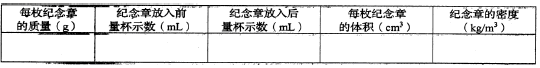 每枚纪念章的质量（g）
纪念章放入前量杯示数（mL）
纪念章放入后量杯示数（mL）
每枚纪念章的体积（cm³）
纪念章的密度（kg/m³）